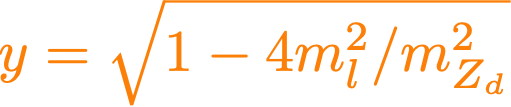 $y = \sqrt{1 - 4m_l^2/m_{Z_d}^2}$